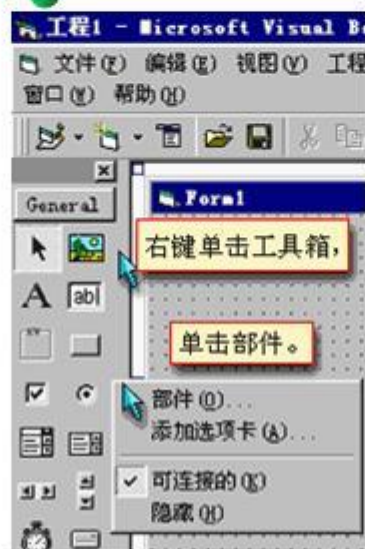 工程1 - Microsoft Visual Ba
文件(F) 编辑(E) 视图(V) 工程
窗口(W) 帮助(H)
General
Form1
右键单击工具箱，
A ab|
XY
单击部件。
部件(O)...
添加选项卡(A)...
可连接的(K)
隐藏(H)